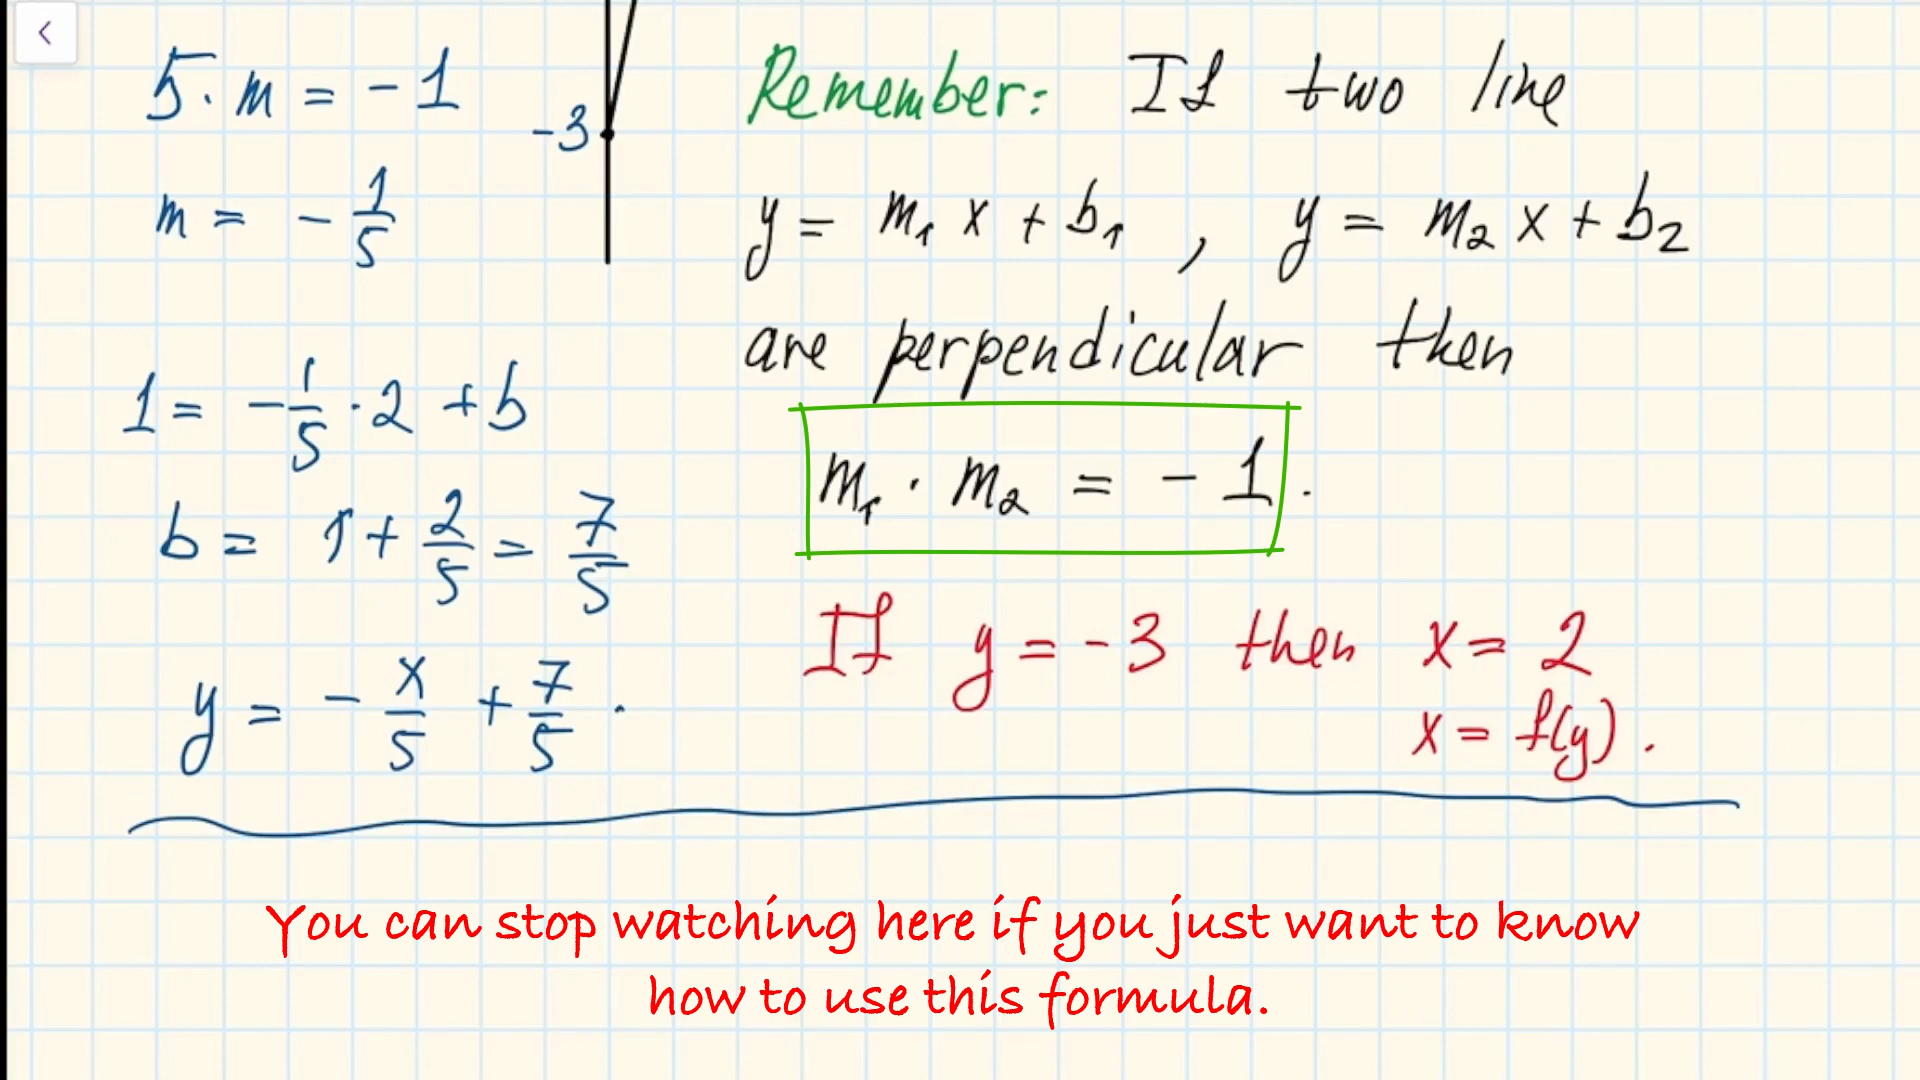 5 · m = -1
-3
m = - 1/5
1 = - 1/5 · 2 + b
b = 1 + 2/5 = 7/5
y = - x/5 + 7/5 .
Remember: If two line
y = m₁ x + b₁ , y = m₂ x + b₂
are perpendicular then
m₁ · m₂ = - 1 .
If y = -3 then x = 2
x = f(y) .
You can stop watching here if you just want to know
how to use this formula.